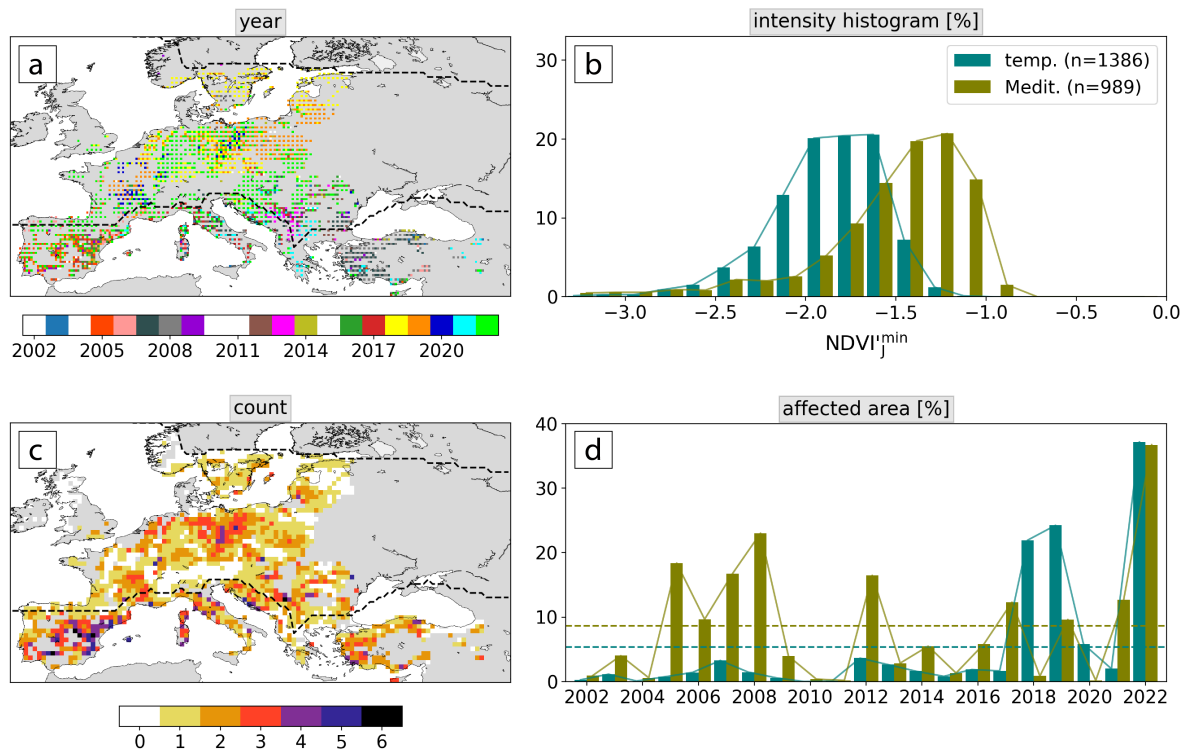 year
a
2002 2005 2008 2011 2014 2017 2020
intensity histogram [%]
b
temp. (n=1386)
Medit. (n=989)
30
20
10
0
−3.0 −2.5 −2.0 −1.5 −1.0 −0.5 0.0
NDVI'ᴶmin
count
c
0 1 2 3 4 5 6
affected area [%]
d
40
30
20
10
0
2002 2004 2006 2008 2010 2012 2014 2016 2018 2020 2022